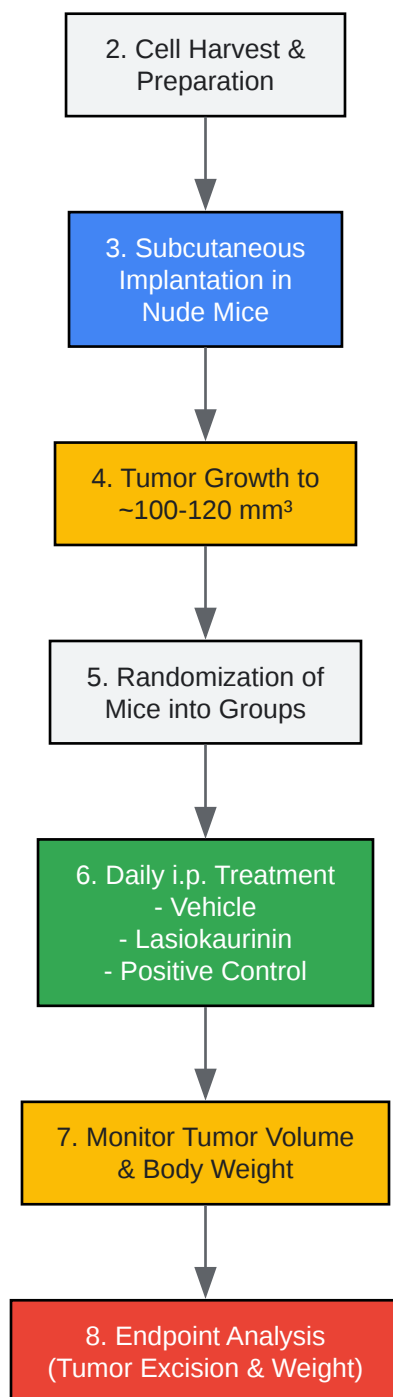 2. Cell Harvest &
Preparation
3. Subcutaneous
Implantation in
Nude Mice
4. Tumor Growth to
~100-120 mm³
5. Randomization of
Mice into Groups
6. Daily i.p. Treatment
- Vehicle
- Lasiokaurinin
- Positive Control
7. Monitor Tumor Volume
& Body Weight
8. Endpoint Analysis
(Tumor Excision & Weight)